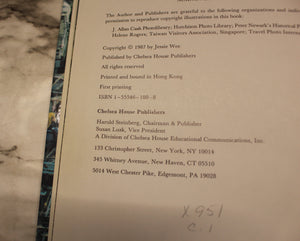 The Author and Publishers are grateful to the following organizations and indi
permission to reproduce copyright illustrations in this book:
J. Allan Cash Photolibrary; Hutchison Photo Library; Peter Newark's Historical
Helene Rogers; Taiwan Visitors Association, Singapore; Travel Photo Intern
Copyright © 1987 by Jessie Wee
Published by Chelsea House Publishers
All rights reserved
Printed and bound in Hong Kong
First printing
ISBN 1-55546-180-8
Chelsea House Publishers
Harold Steinberg, Chairman & Publisher
Susan Lusk, Vice President
A Division of Chelsea House Educational Communications, Inc.
133 Christopher Street, New York, NY 10014
345 Whitney Avenue, New Haven, CT 05510
5014 West Chester Pike, Edgemont, PA 19028
X951
C.1